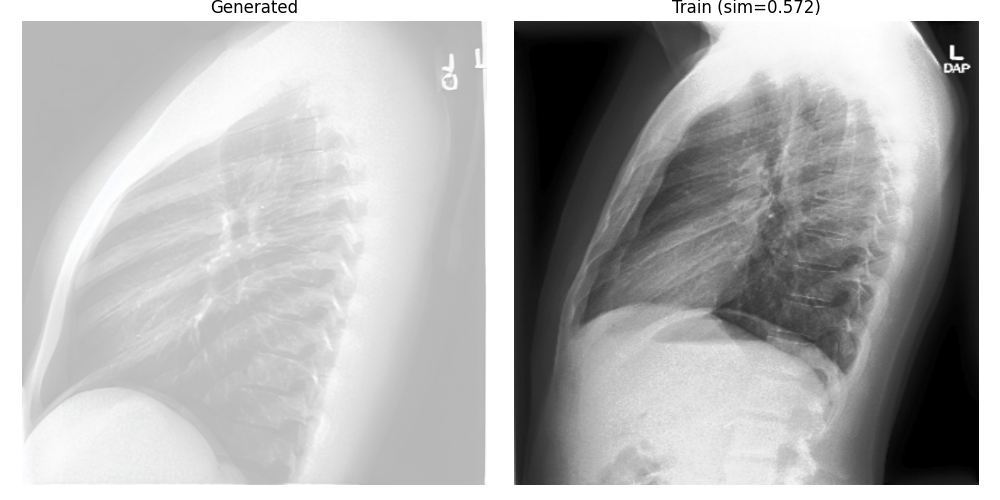 Generated
Train (sim=0.572)
L
L
DAP